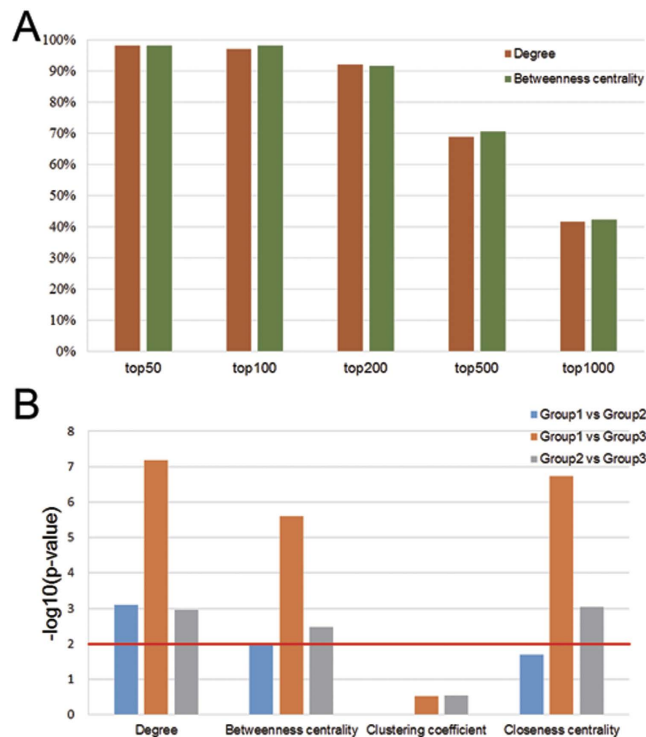 A
100%
90%
80%
70%
60%
50%
40%
30%
20%
10%
0%
Degree
Betweenness centrality
top50 top100 top200 top500 top1000
B
Group1 vs Group2
Group1 vs Group3
Group2 vs Group3
-log10(p-value)
8
7
6
5
4
3
2
1
0
Degree Betweenness centrality Clustering coefficient Closeness centrality